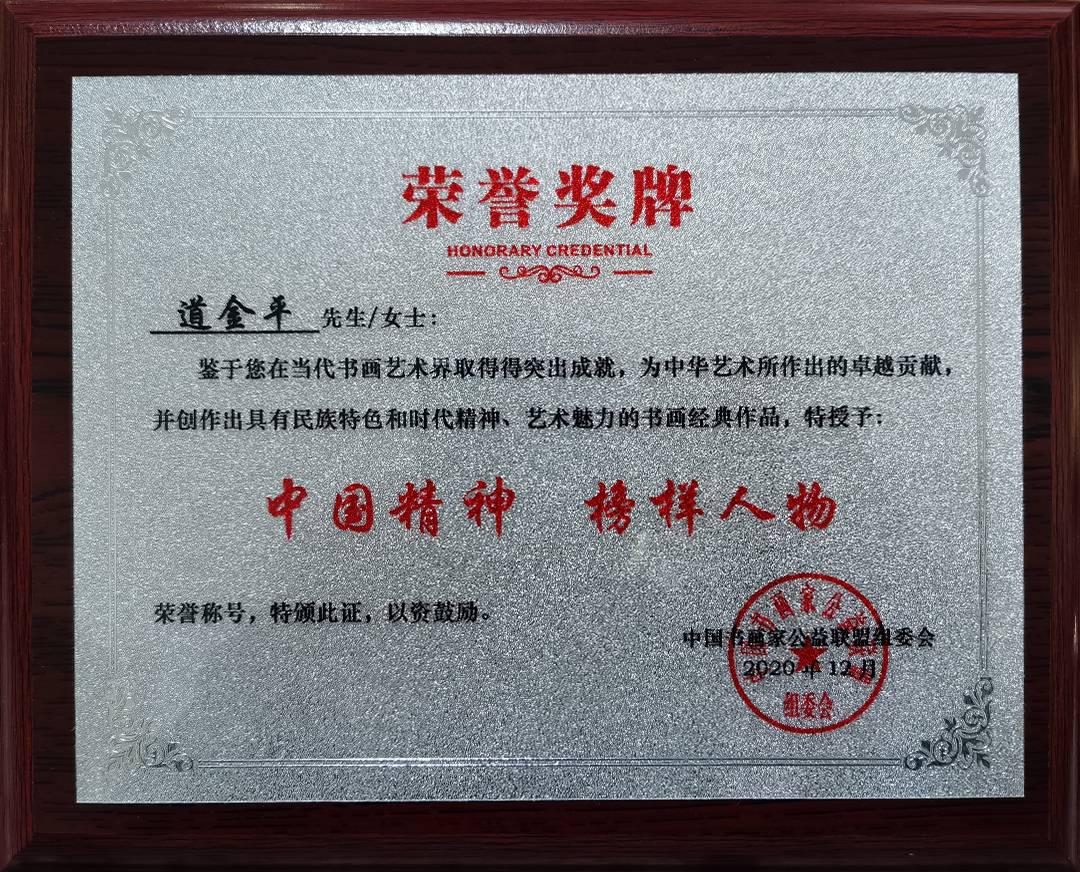 荣誉奖牌
HONORARY CREDENTIAL
道金平 先生/女士：
鉴于您在当代书画艺术界取得得突出成就，为中华艺术所作出的卓越贡献，
并创作出具有民族特色和时代精神、艺术魅力的书画经典作品，特授予：
中国精神 榜样人物
荣誉称号，特颁此证，以资鼓励。
中国书画家公益联盟组委会
2020年12月
组委会